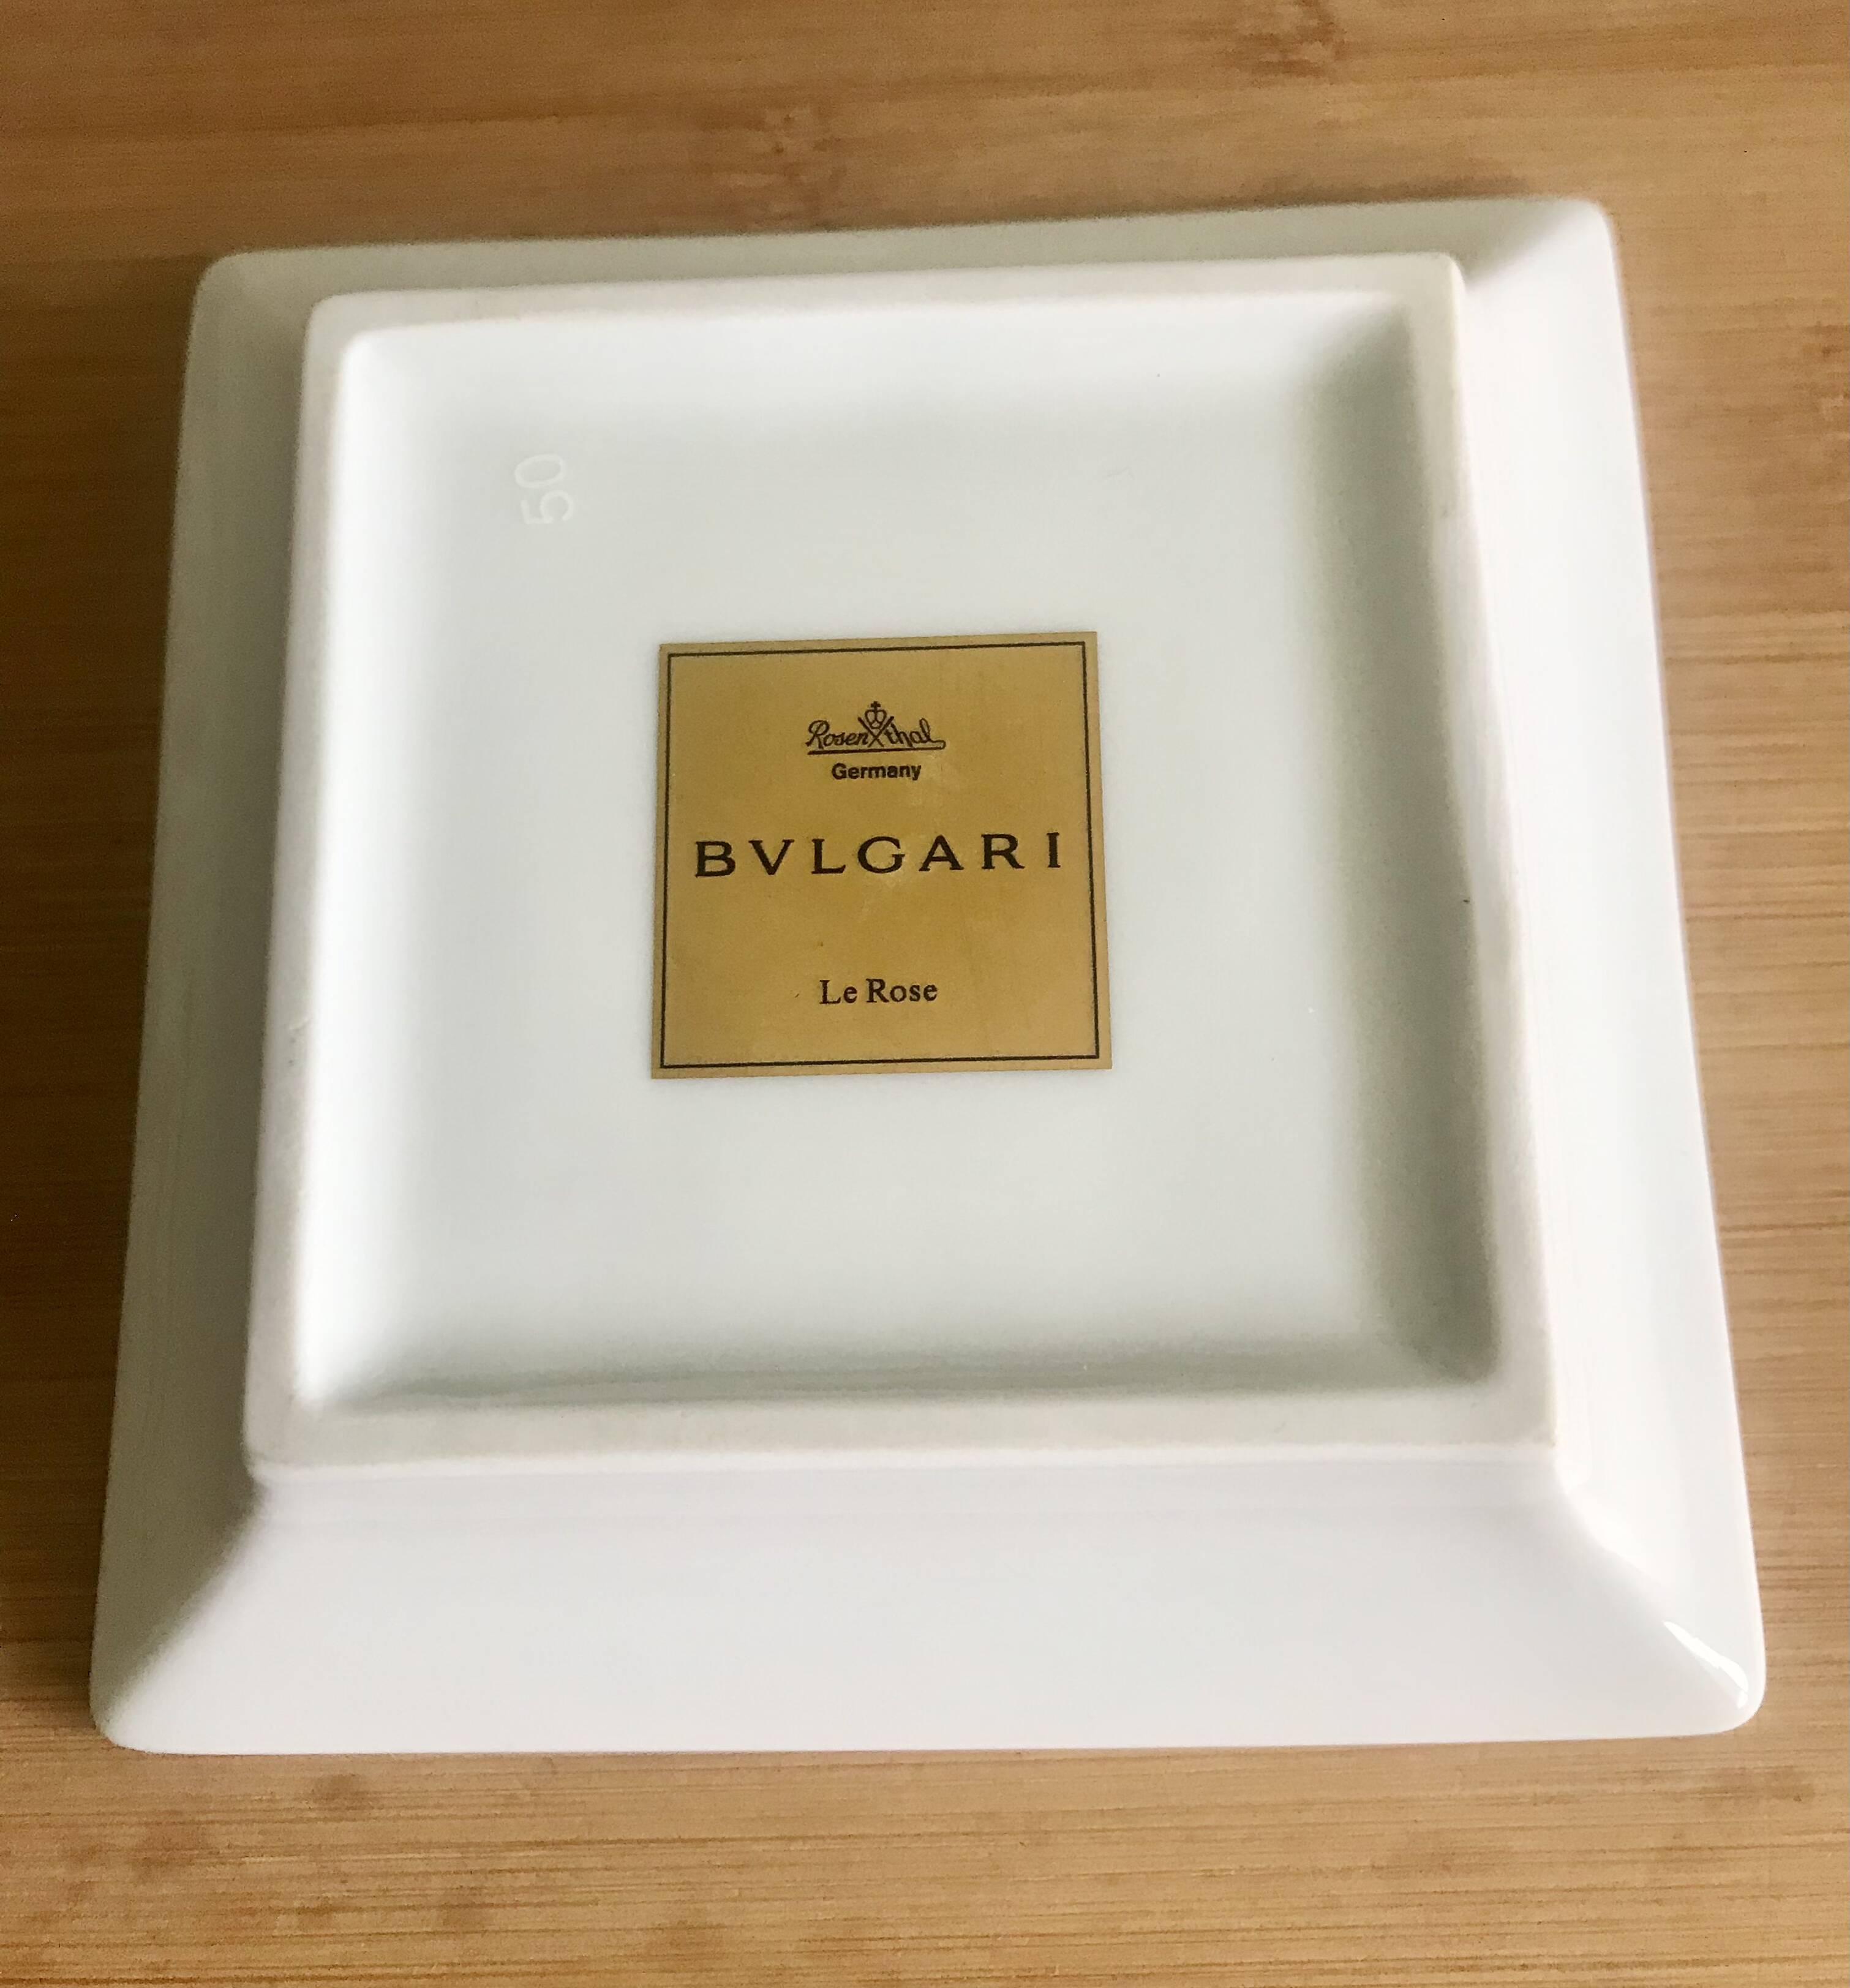 50
Rosenthal
Germany
BVLGARI
Le Rose